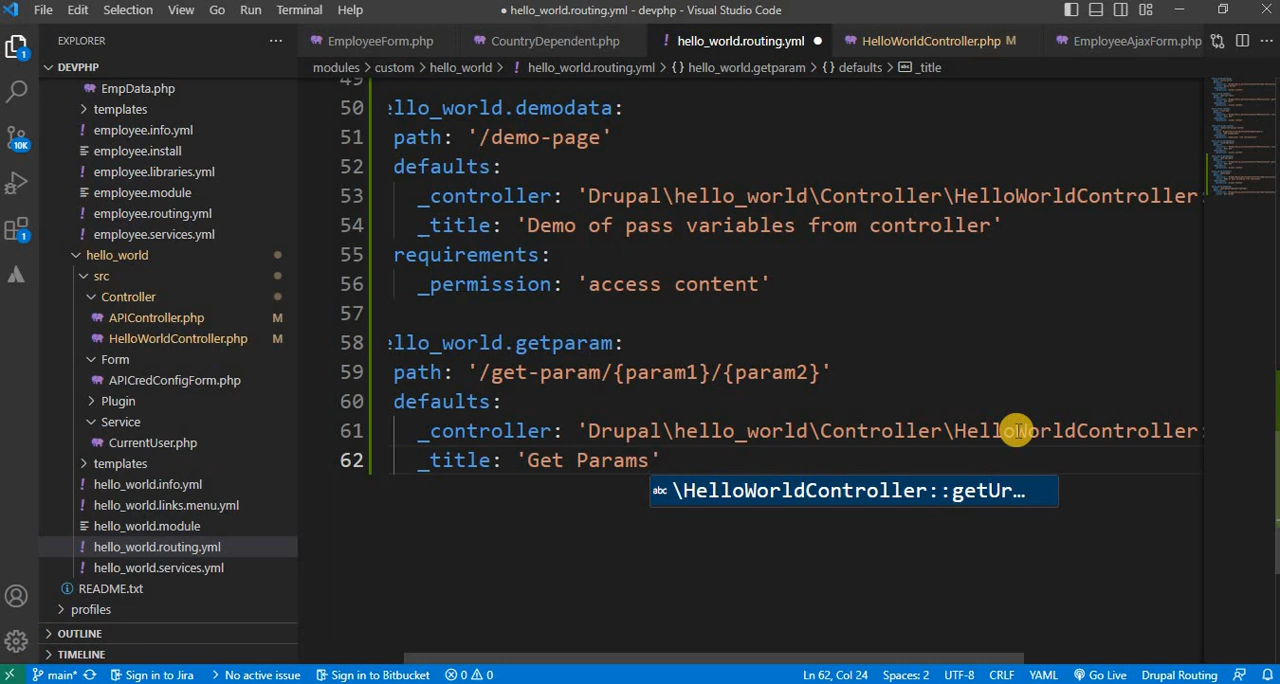 File Edit Selection View Go Run Terminal Help
● hello_world.routing.yml - devphp - Visual Studio Code
EXPLORER
DEVPHP
EmpData.php
templates
employee.info.yml
employee.install
employee.libraries.yml
employee.module
employee.routing.yml
employee.services.yml
hello_world
src
Controller
APIController.php M
HelloWorldController.php M
Form
APICredConfigForm.php
Plugin
Service
CurrentUser.php
templates
hello_world.info.yml
hello_world.links.menu.yml
hello_world.module
hello_world.routing.yml
hello_world.services.yml
README.txt
profiles
OUTLINE
TIMELINE
1
10K
1
EmployeeForm.php CountryDependent.php hello_world.routing.yml HelloWorldController.php M EmployeeAjaxForm.php
modules > custom > hello_world > ! hello_world.routing.yml > {} hello_world.getparam > {} defaults > _title
49
50 ello_world.demodata:
51 path: '/demo-page'
52 defaults:
53 _controller: 'Drupal\hello_world\Controller\HelloWorldController:
54 _title: 'Demo of pass variables from controller'
55 requirements:
56 _permission: 'access content'
57
58 ello_world.getparam:
59 path: '/get-param/{param1}/{param2}'
60 defaults:
61 _controller: 'Drupal\hello_world\Controller\HelloWorldController:
62 _title: 'Get Params'
abc \HelloWorldController::getUr…
main* Sign in to Jira No active issue Sign in to Bitbucket 0 0 Ln 62, Col 24 Spaces: 2 UTF-8 CRLF YAML Go Live Drupal Routing